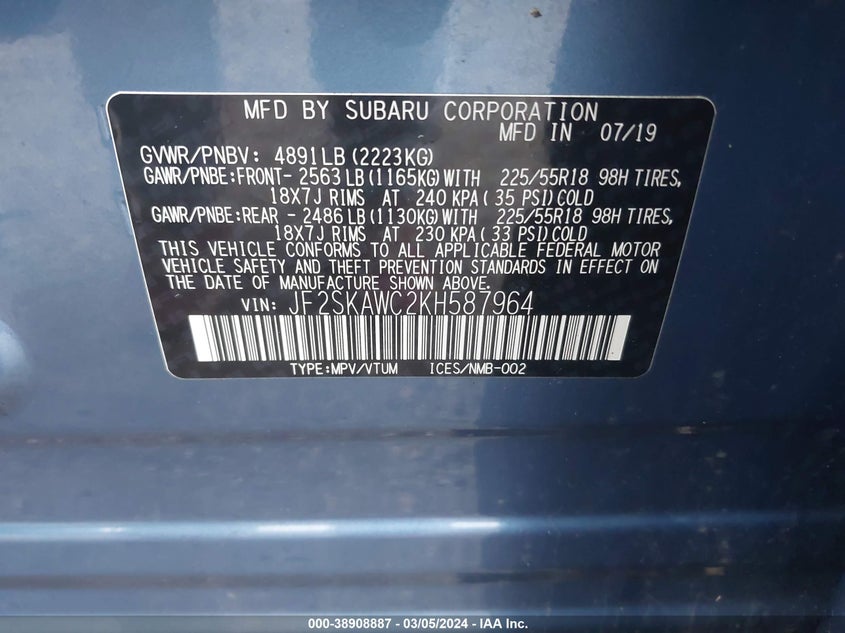 MFD BY SUBARU CORPORATION
MFD IN 07/19
GVWR/PNBV: 4891LB (2223KG)
GAWR/PNBE:FRONT- 2563 LB (1165KG) WITH 225/55R18 98H TIRES,
18X7J RIMS AT 240 KPA ( 35 PSI) COLD
GAWR/PNBE:REAR - 2486 LB (1130KG) WITH 225/55R18 98H TIRES,
18X7J RIMS AT 230 KPA ( 33 PSI) COLD
THIS VEHICLE CONFORMS TO ALL APPLICABLE FEDERAL MOTOR
VEHICLE SAFETY AND THEFT PREVENTION STANDARDS IN EFFECT ON
THE DATE OF MANUFACTURE SHOWN ABOVE.
VIN: JF2SKAWC2KH587964
TYPE:MPV/VTUM ICES/NMB-002
000-38908887 - 03/05/2024 - IAA Inc.